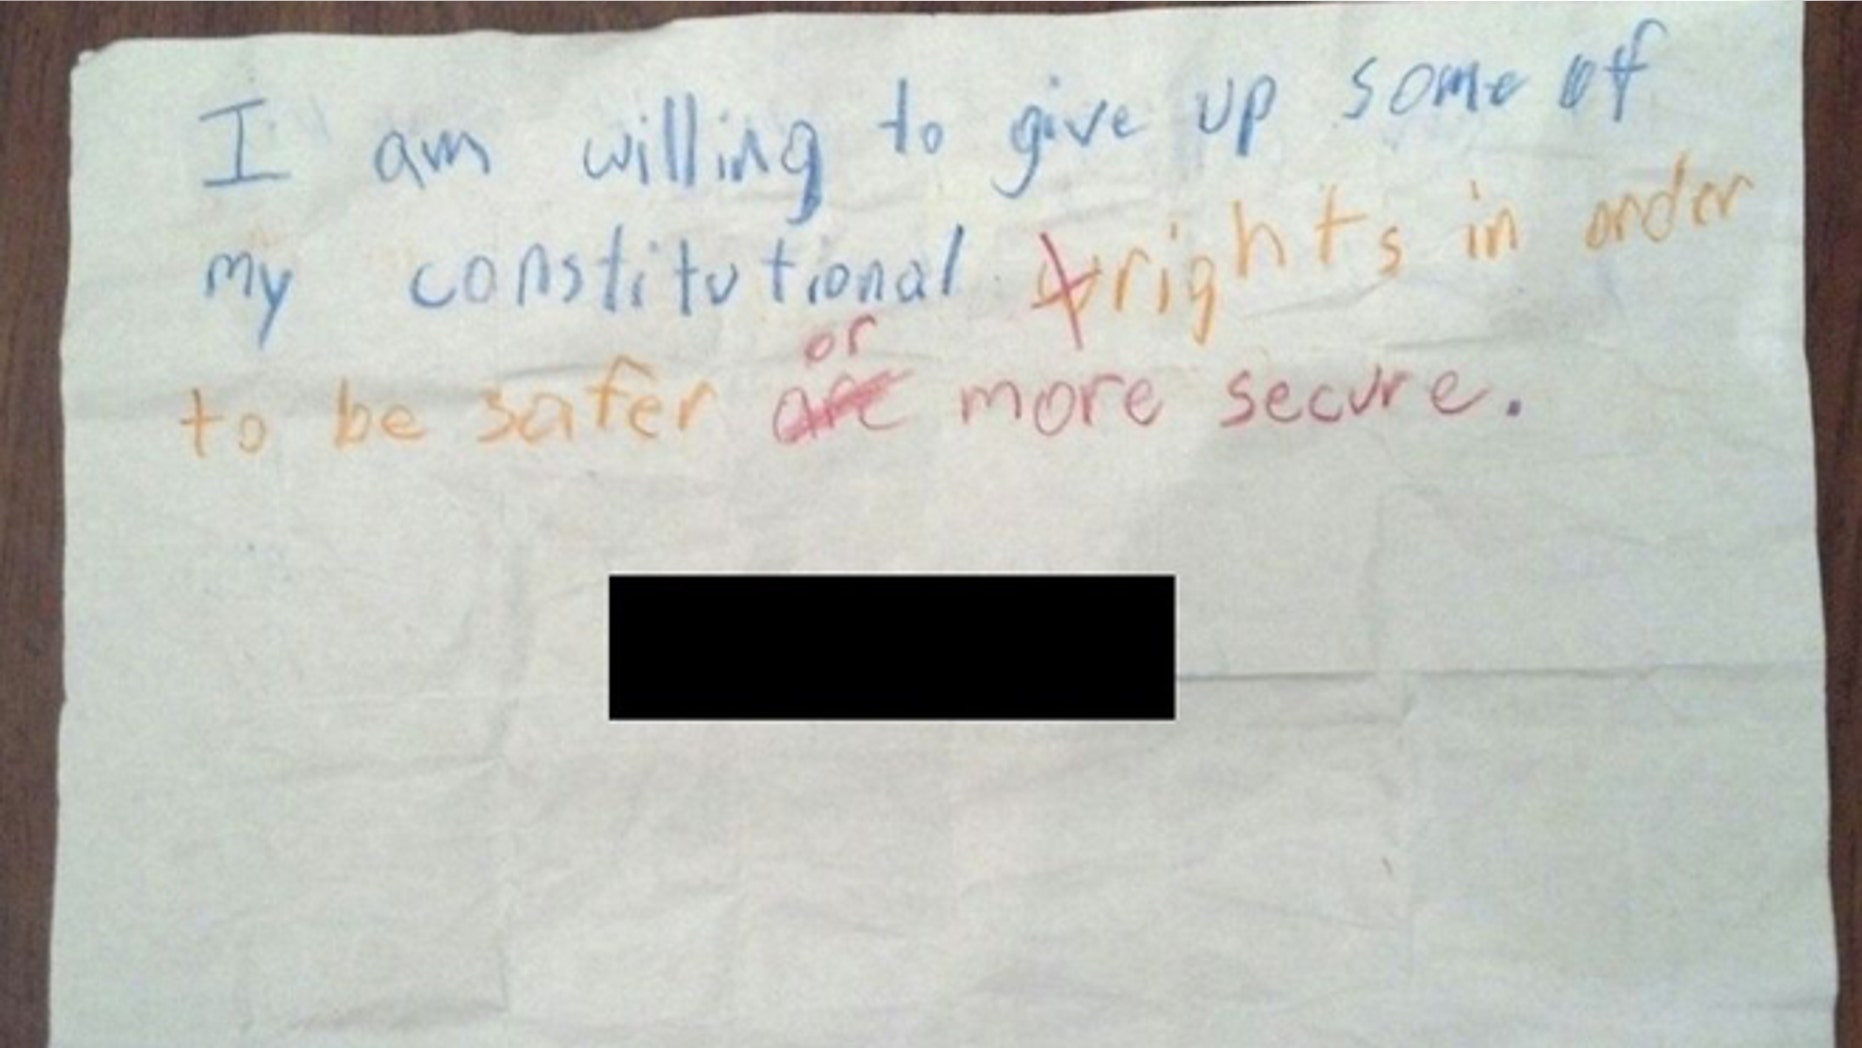 I am willing to give up some of
my constitutional rights in order
to be safer or more secure.